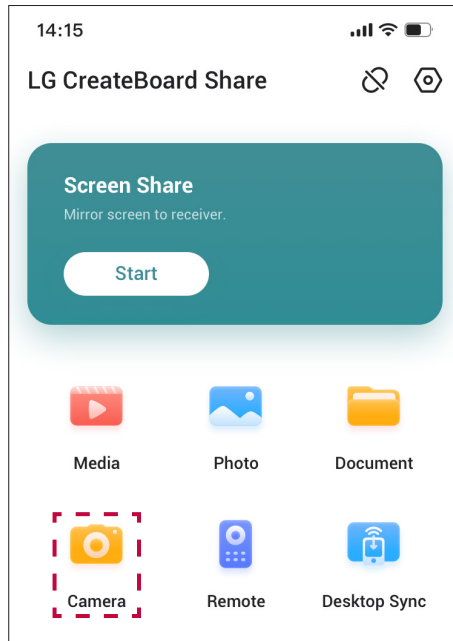 14:15
LG CreateBoard Share
Screen Share
Mirror screen to receiver.
Start
Media Photo Document
Camera Remote Desktop Sync